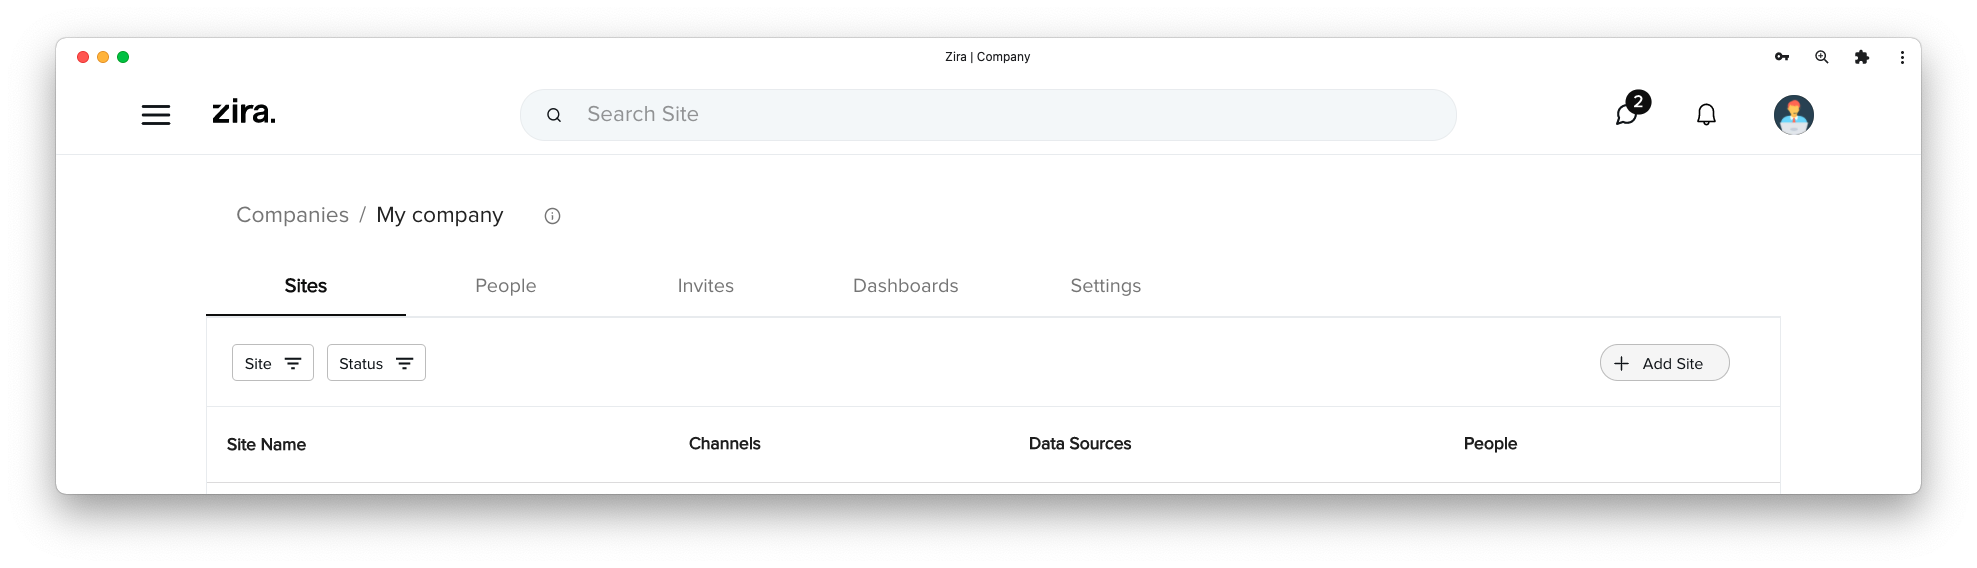 Zira | Company
zira.
Search Site
2
Companies / My company
Sites People Invites Dashboards Settings
Site Status Add Site
Site Name Channels Data Sources People